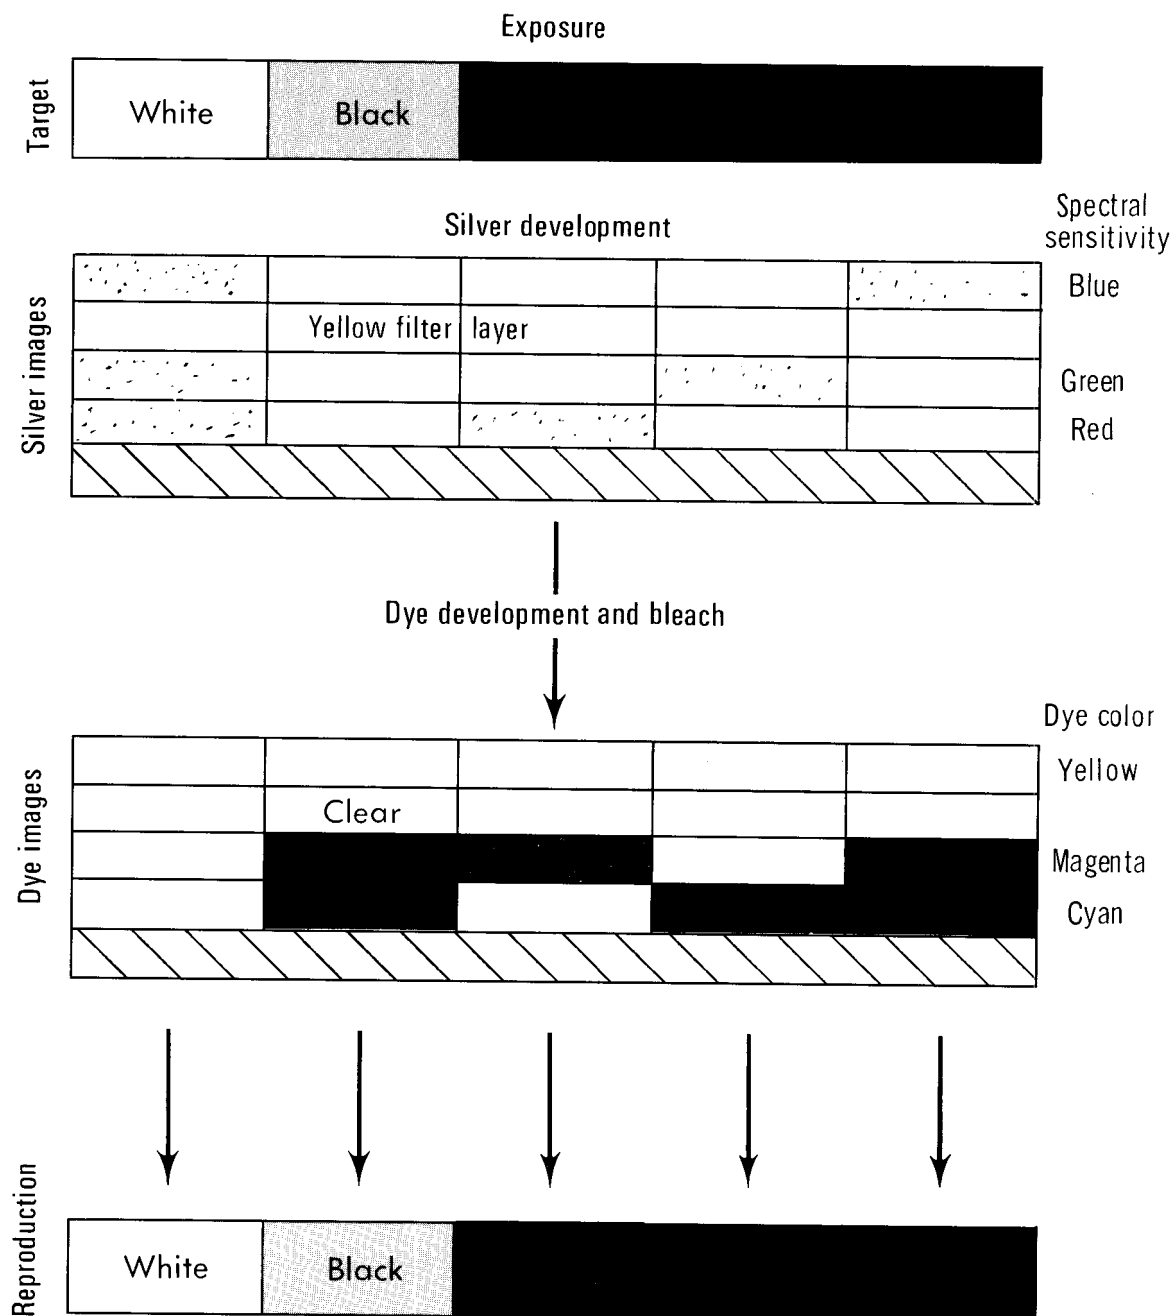 Exposure
Target
White
Black
Spectral
sensitivity
Silver development
Silver images
Blue
Yellow filter layer
Green
Red
Dye development and bleach
Dye color
Dye images
Yellow
Clear
Magenta
Cyan
Reproduction
White
Black